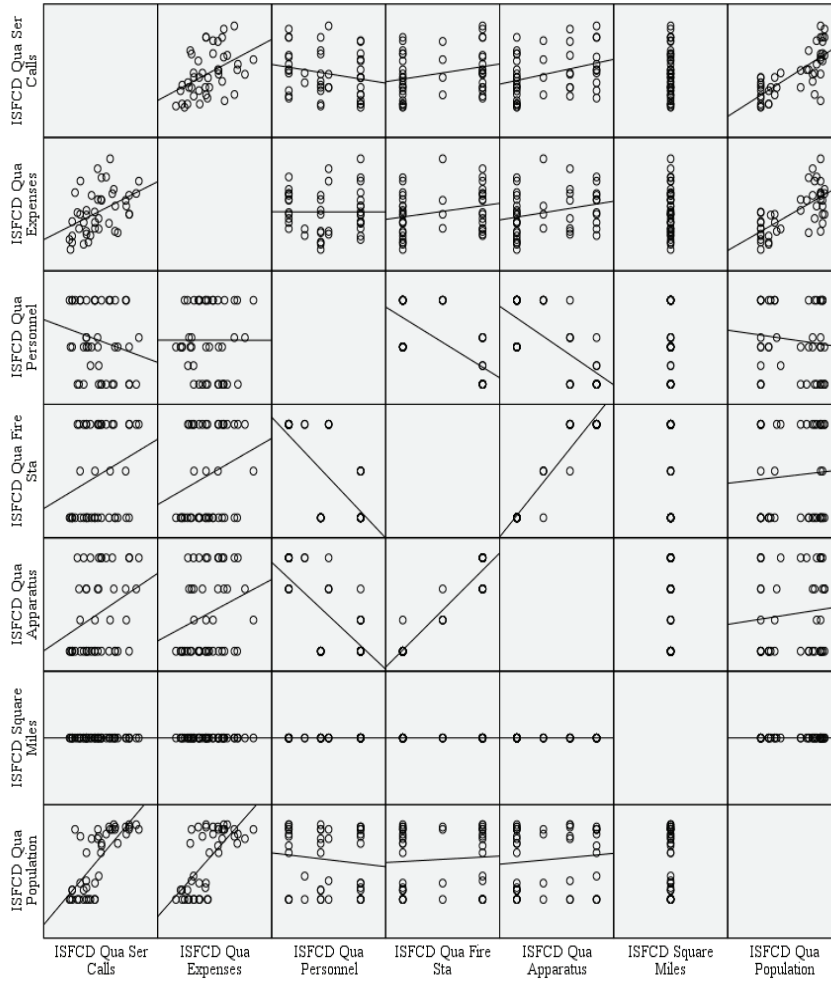 ISFCD Qua Ser
Calls
ISFCD Qua
Expenses
ISFCD Qua
Personnel
ISFCD Qua Fire
Sta
ISFCD Qua
Apparatus
ISFCD Square
Miles
ISFCD Qua
Population
ISFCD Qua Ser
Calls
ISFCD Qua
Expenses
ISFCD Qua
Personnel
ISFCD Qua Fire
Sta
ISFCD Qua
Apparatus
ISFCD Square
Miles
ISFCD Qua
Population